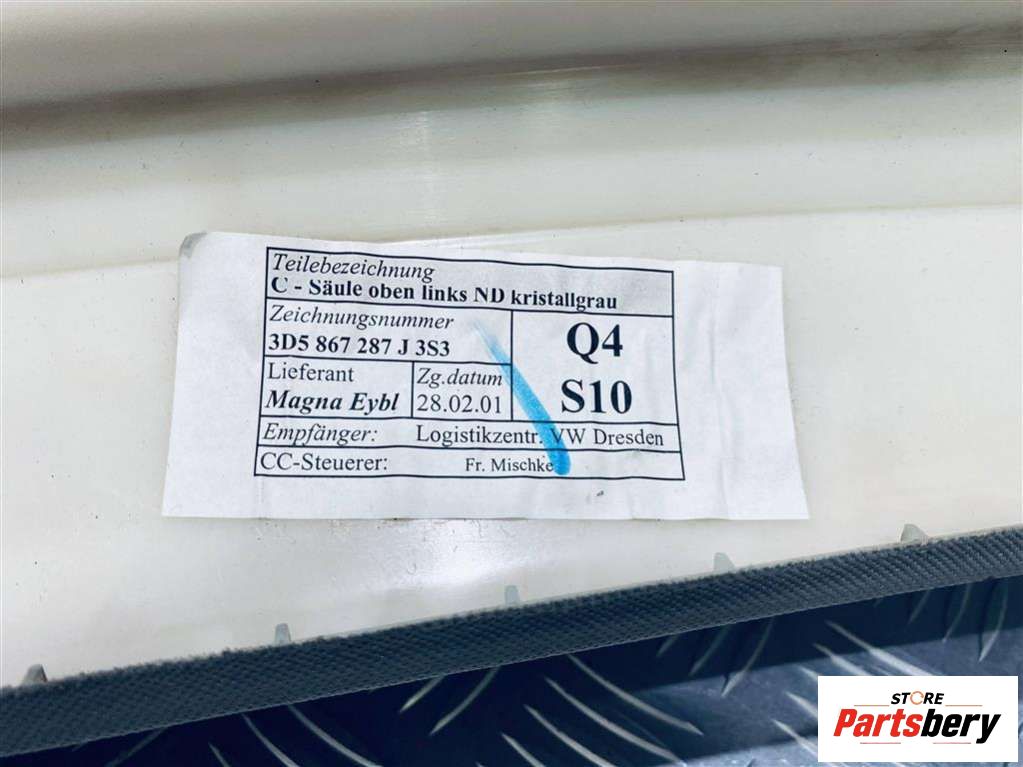 Teilebezeichnung
C - Säule oben links ND kristallgrau
Zeichnungsnummer
3D5 867 287 J 3S3
Q4
S10
Lieferant
Magna Eybl
Zg.datum
28.02.01
Empfänger: Logistikzentr. VW Dresden
CC-Steuerer: Fr. Mischke
STORE
Partsbery